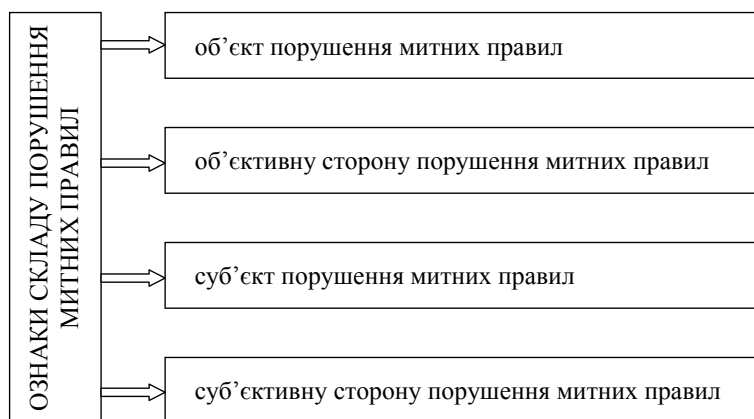 ОЗНАКИ СКЛАДУ ПОРУШЕННЯ
МИТНИХ ПРАВИЛ
об’єкт порушення митних правил
об’єктивну сторону порушення митних правил
суб’єкт порушення митних правил
суб’єктивну сторону порушення митних правил